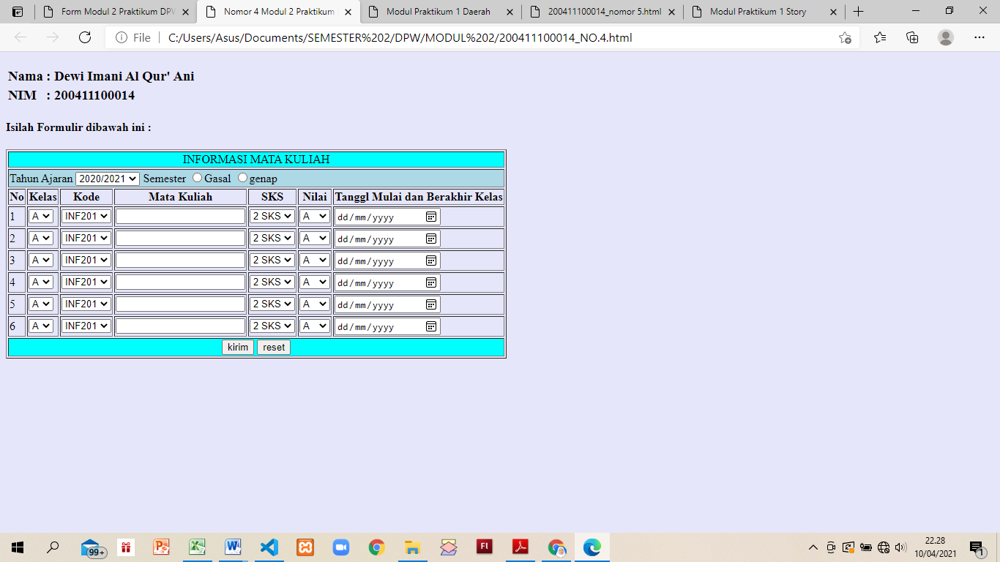 Form Modul 2 Praktikum DPW
Nomor 4 Modul 2 Praktikum
Modul Praktikum 1 Daerah
200411100014_nomor 5.html
Modul Praktikum 1 Story
File
C:/Users/Asus/Documents/SEMESTER%202/DPW/MODUL%202/200411100014_NO.4.html
Nama : Dewi Imani Al Qur' Ani
NIM : 200411100014
Isilah Formulir dibawah ini :
INFORMASI MATA KULIAH
Tahun Ajaran 2020/2021 Semester Gasal genap
No Kelas Kode Mata Kuliah SKS Nilai Tanggl Mulai dan Berakhir Kelas
1 A INF201 2 SKS A dd/mm/yyyy
2 A INF201 2 SKS A dd/mm/yyyy
3 A INF201 2 SKS A dd/mm/yyyy
4 A INF201 2 SKS A dd/mm/yyyy
5 A INF201 2 SKS A dd/mm/yyyy
6 A INF201 2 SKS A dd/mm/yyyy
kirim reset
99+
Fl
22.28
10/04/2021
1